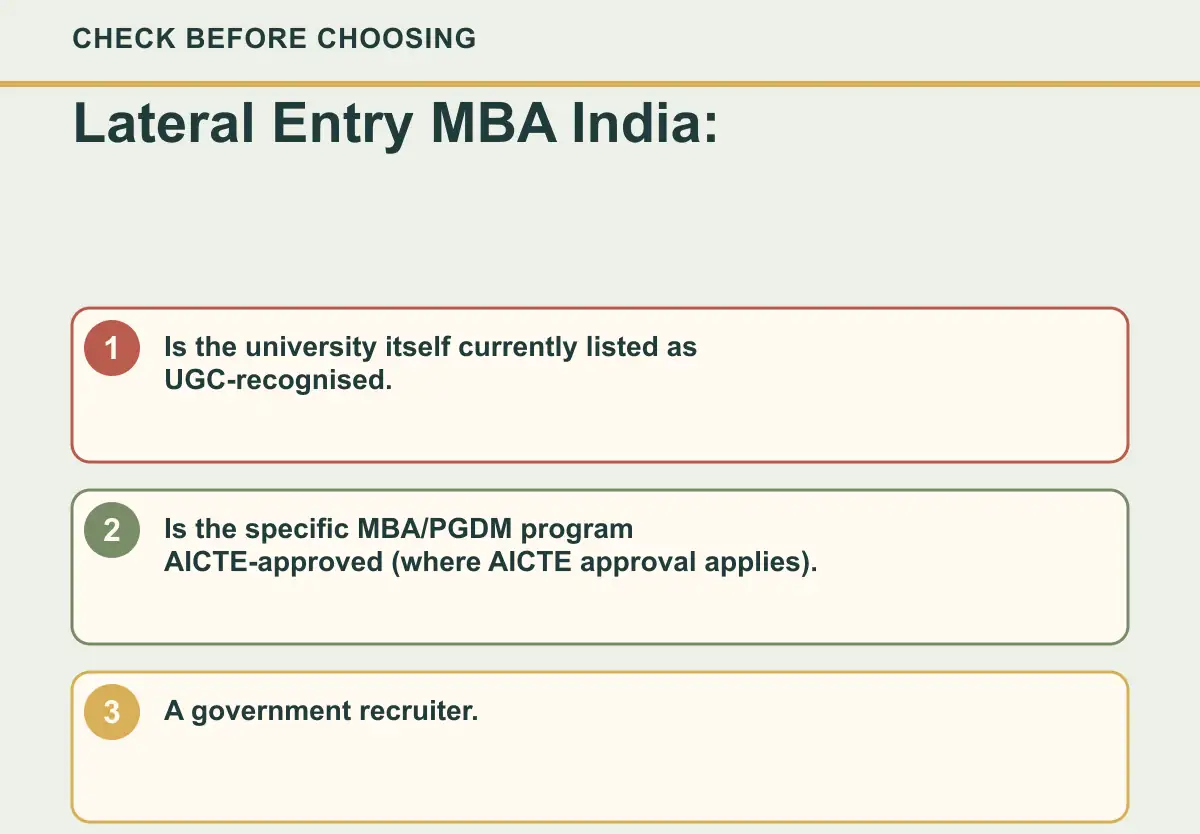 CHECK BEFORE CHOOSING
Lateral Entry MBA India:
1
Is the university itself currently listed as
UGC-recognised.
2
Is the specific MBA/PGDM program
AICTE-approved (where AICTE approval applies).
3
A government recruiter.